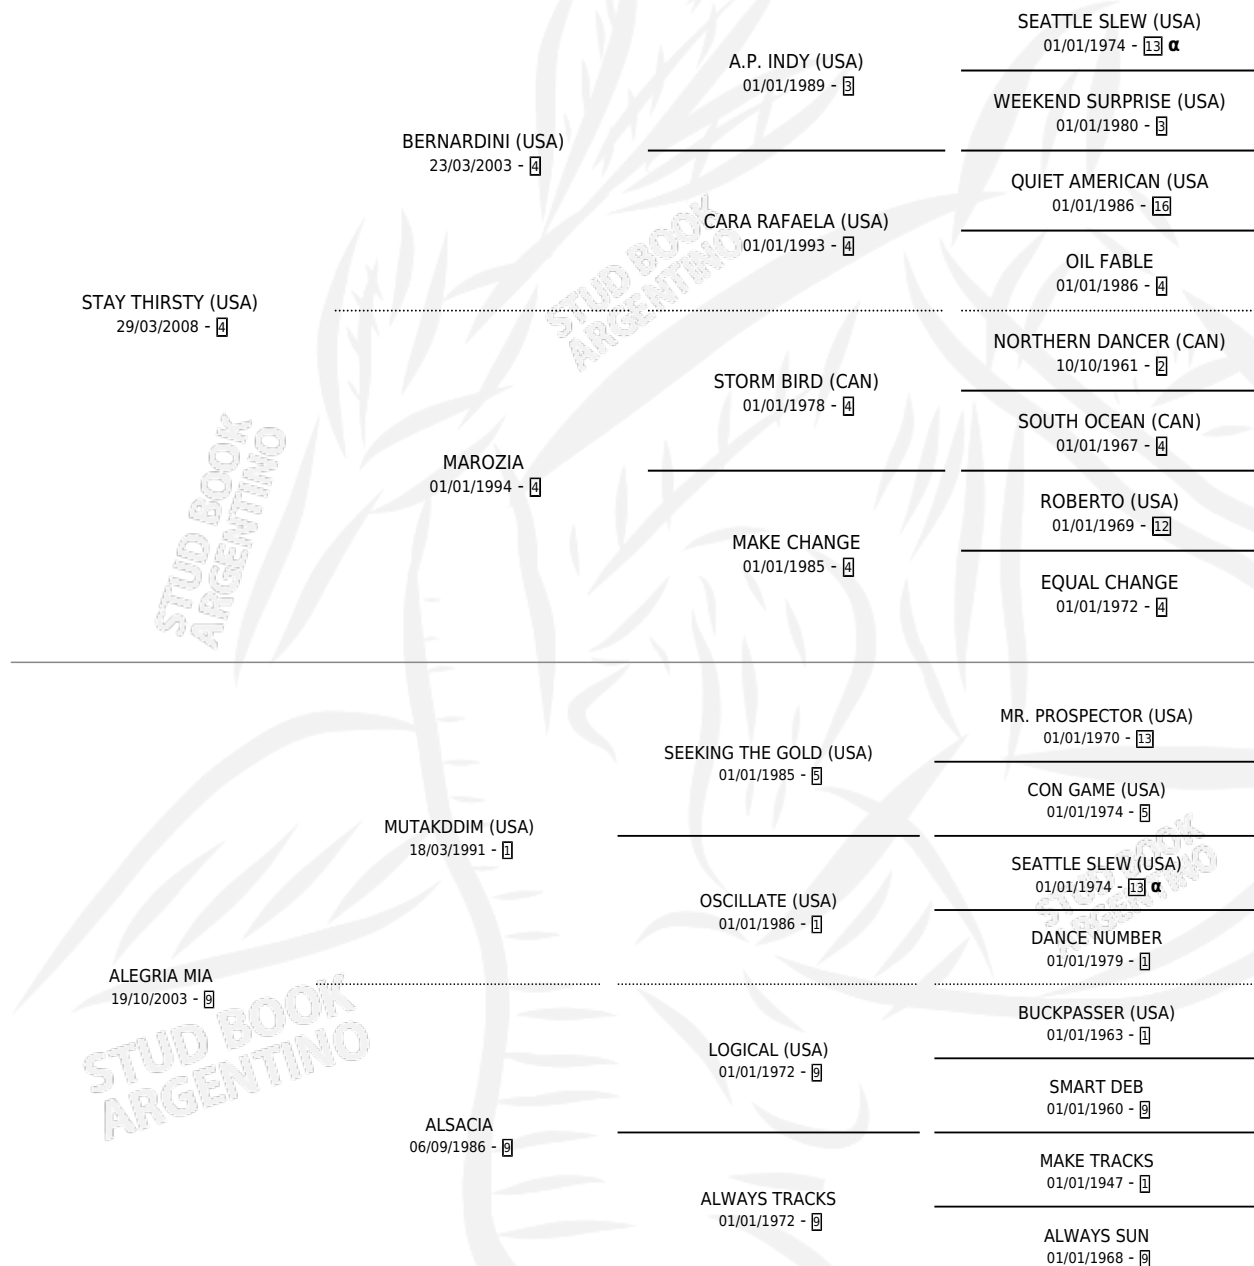 SEATTLE SLEW (USA)
01/01/1974 - 13 α
A.P. INDY (USA)
01/01/1989 - 3
WEEKEND SURPRISE (USA)
01/01/1980 - 3
BERNARDINI (USA)
23/03/2003 - 4
QUIET AMERICAN (USA
01/01/1986 - 16
CARA RAFAELA (USA)
01/01/1993 - 4
OIL FABLE
01/01/1986 - 4
STAY THIRSTY (USA)
29/03/2008 - 4
NORTHERN DANCER (CAN)
10/10/1961 - 2
STORM BIRD (CAN)
01/01/1978 - 4
SOUTH OCEAN (CAN)
01/01/1967 - 4
MAROZIA
01/01/1994 - 4
ROBERTO (USA)
01/01/1969 - 12
MAKE CHANGE
01/01/1985 - 4
EQUAL CHANGE
01/01/1972 - 4
MR. PROSPECTOR (USA)
01/01/1970 - 13
SEEKING THE GOLD (USA)
01/01/1985 - 5
CON GAME (USA)
01/01/1974 - 5
MUTAKDDIM (USA)
18/03/1991 - 1
SEATTLE SLEW (USA)
01/01/1974 - 13 α
OSCILLATE (USA)
01/01/1986 - 1
DANCE NUMBER
01/01/1979 - 1
ALEGRIA MIA
19/10/2003 - 9
BUCKPASSER (USA)
01/01/1963 - 1
LOGICAL (USA)
01/01/1972 - 9
SMART DEB
01/01/1960 - 9
ALSACIA
06/09/1986 - 9
MAKE TRACKS
01/01/1947 - 1
ALWAYS TRACKS
01/01/1972 - 9
ALWAYS SUN
01/01/1968 - 9
STUD BOOK
ARGENTINO
STUD BOOK
ARGENTINO
STUD BOOK
ARGENTINO
STUD BOOK
ARGENTINO